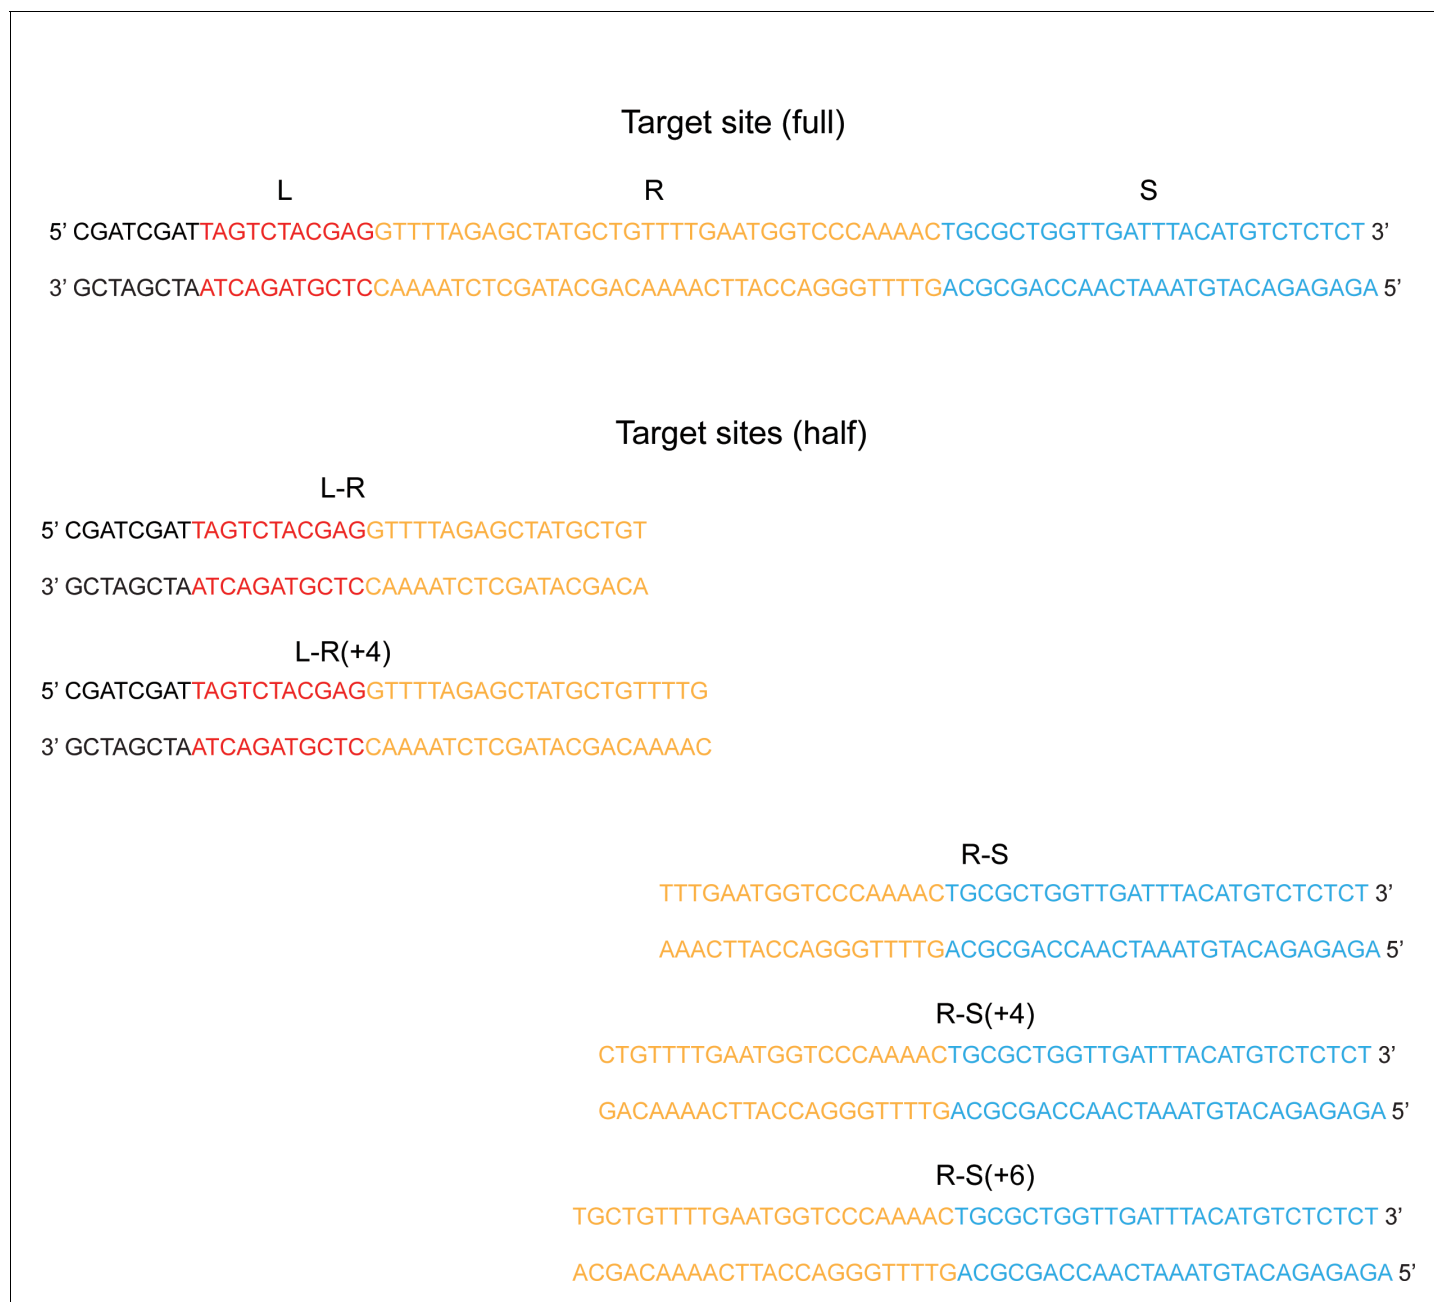 Target site (full)
L R S
5’ CGATCGATTAGTCTACGAGGTTTTAGAGCTATGCTGTTTTGAATGGTCCCAAAACTGCGCTGGTTGATTTACATGTCTCTCT 3’
3’ GCTAGCTAATCAGATGCTCCAAAATCTCGATACGACAAAACTTACCAGGGTTTTGACGCGACCAACTAAATGTACAGAGAGA 5’
Target sites (half)
L-R
5’ CGATCGATTAGTCTACGAGGTTTTAGAGCTATGCTGT
3’ GCTAGCTAATCAGATGCTCCAAAATCTCGATACGACA
L-R(+4)
5’ CGATCGATTAGTCTACGAGGTTTTAGAGCTATGCTGTTTTG
3’ GCTAGCTAATCAGATGCTCCAAAATCTCGATACGACAAAAC
R-S
TTTGAATGGTCCCAAAACTGCGCTGGTTGATTTACATGTCTCTCT 3’
AAACTTACCAGGGTTTTGACGCGACCAACTAAATGTACAGAGAGA 5’
R-S(+4)
CTGTTTTGAATGGTCCCAAAACTGCGCTGGTTGATTTACATGTCTCTCT 3’
GACAAAACTTACCAGGGTTTTGACGCGACCAACTAAATGTACAGAGAGA 5’
R-S(+6)
TGCTGTTTTGAATGGTCCCAAAACTGCGCTGGTTGATTTACATGTCTCTCT 3’
ACGACAAAACTTACCAGGGTTTTGACGCGACCAACTAAATGTACAGAGAGA 5’